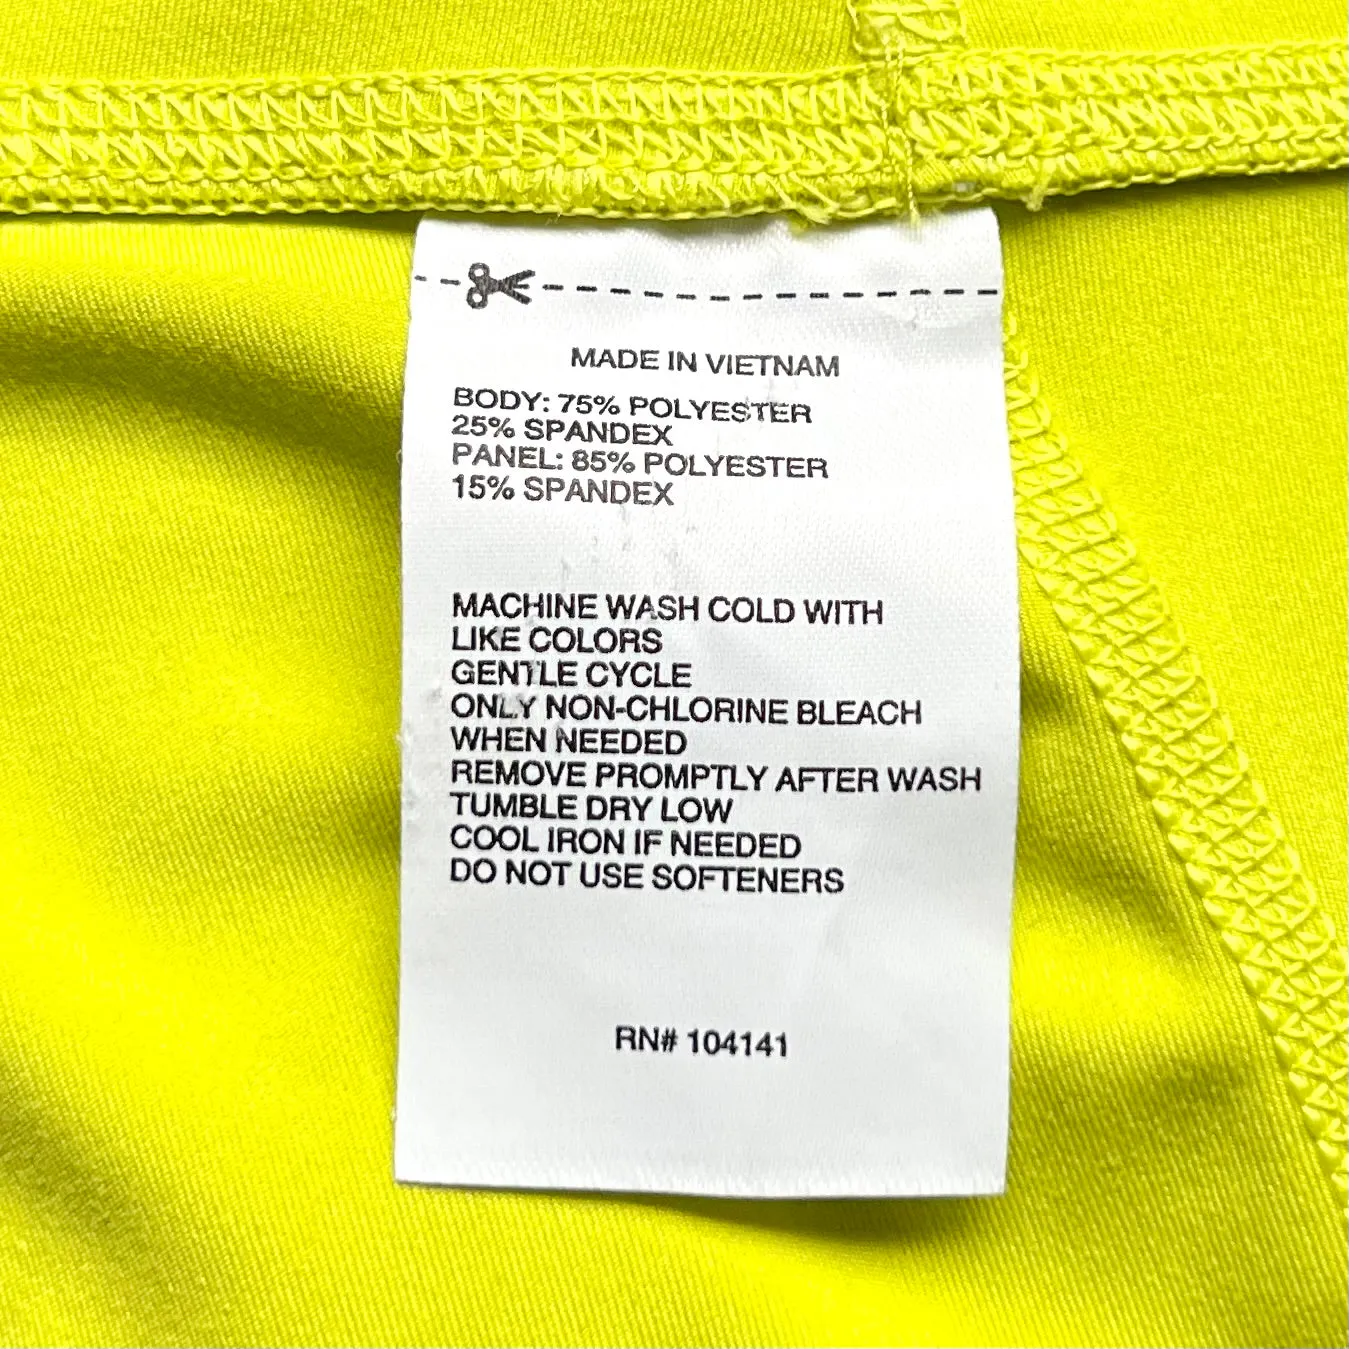 MADE IN VIETNAM
BODY: 75% POLYESTER
25% SPANDEX
PANEL: 85% POLYESTER
15% SPANDEX
MACHINE WASH COLD WITH
LIKE COLORS
GENTLE CYCLE
ONLY NON-CHLORINE BLEACH
WHEN NEEDED
REMOVE PROMPTLY AFTER WASH
TUMBLE DRY LOW
COOL IRON IF NEEDED
DO NOT USE SOFTENERS
RN# 104141